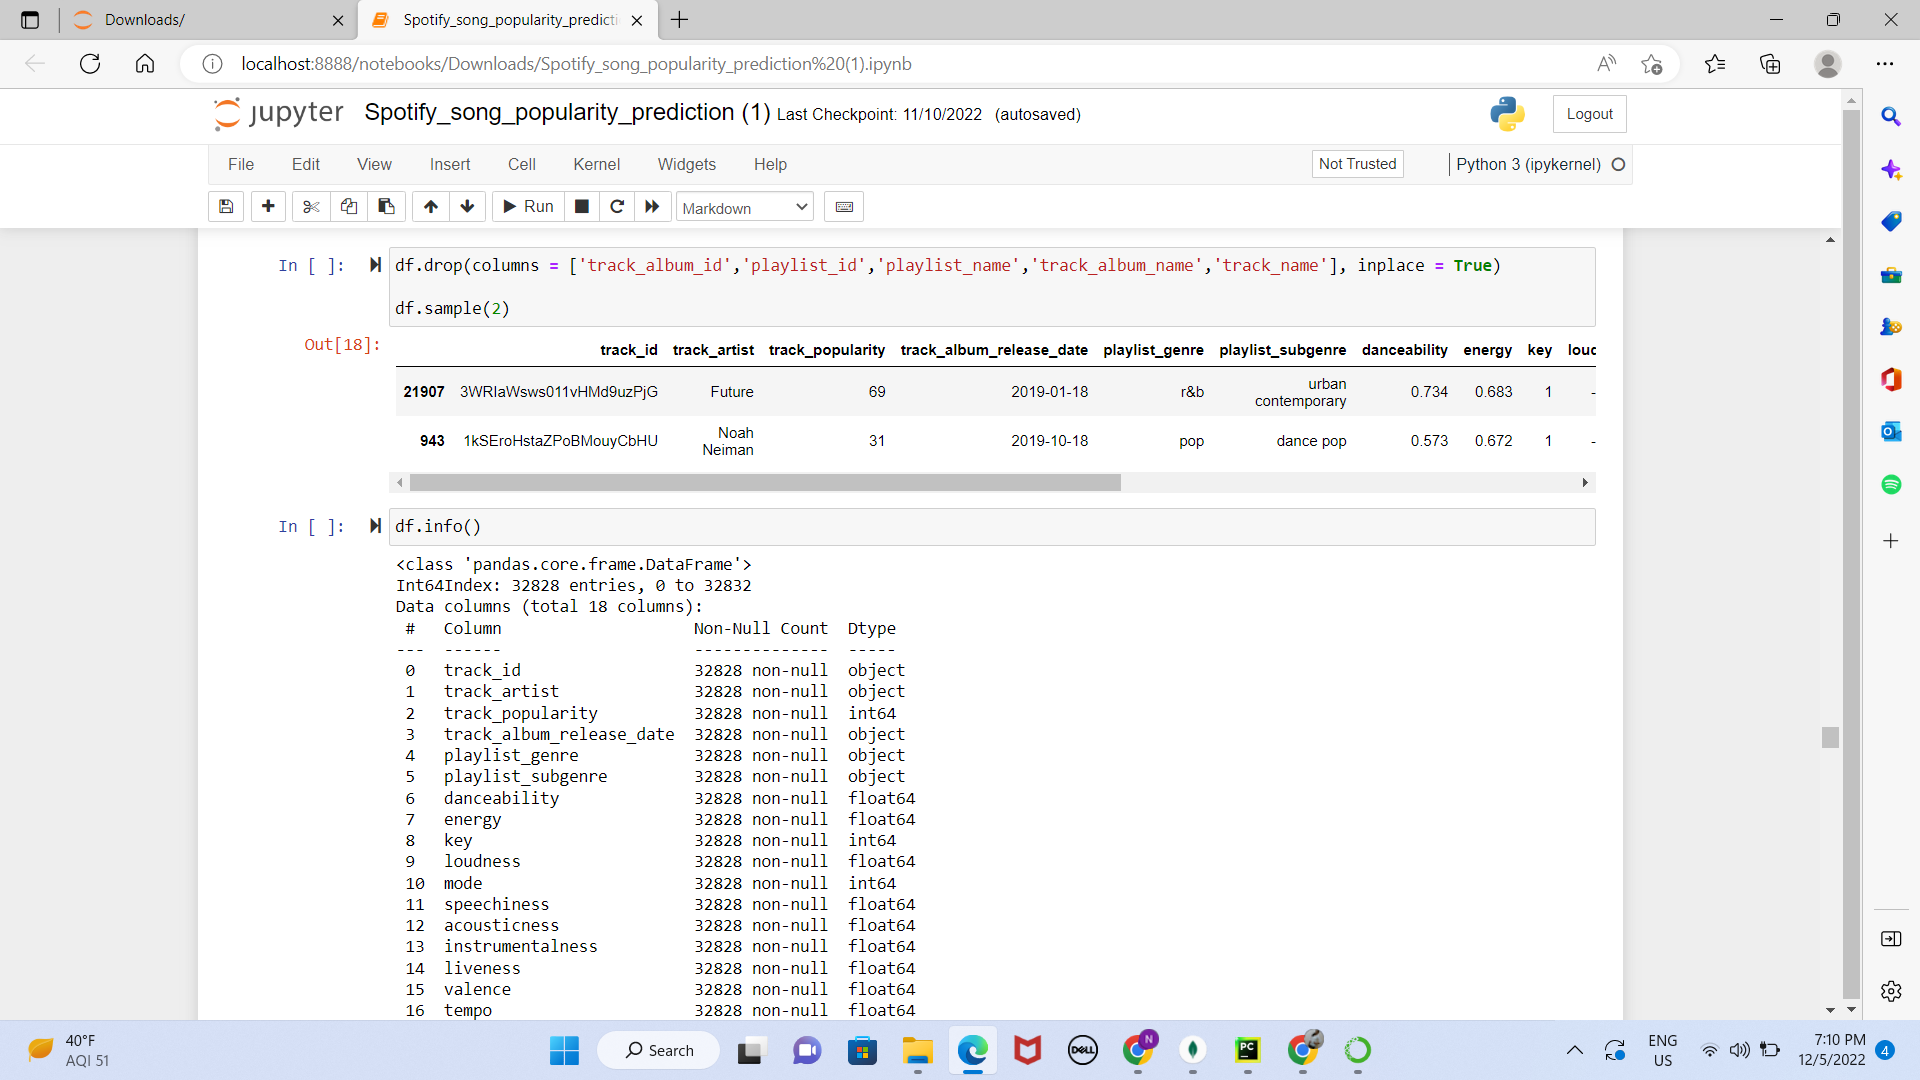 Downloads/
Spotify_song_popularity_predicti
localhost:8888/notebooks/Downloads/Spotify_song_popularity_prediction%20(1).ipynb
jupyter Spotify_song_popularity_prediction (1) Last Checkpoint: 11/10/2022 (autosaved)
Logout
File Edit View Insert Cell Kernel Widgets Help
Not Trusted
Python 3 (ipykernel)
Run
Markdown
In [ ]: df.drop(columns = ['track_album_id','playlist_id','playlist_name','track_album_name','track_name'], inplace = True)
df.sample(2)
Out[18]:
track_id track_artist track_popularity track_album_release_date playlist_genre playlist_subgenre danceability energy key louc
21907 3WRlaWsws011vHMd9uzPjG Future 69 2019-01-18 r&b urban contemporary 0.734 0.683 1 -
943 1kSEroHstaZPoBMouyCbHU Noah Neiman 31 2019-10-18 pop dance pop 0.573 0.672 1 -
In [ ]: df.info()
<class 'pandas.core.frame.DataFrame'>
Int64Index: 32828 entries, 0 to 32832
Data columns (total 18 columns):
# Column Non-Null Count Dtype
--- ------ -------------- -----
0 track_id 32828 non-null object
1 track_artist 32828 non-null object
2 track_popularity 32828 non-null int64
3 track_album_release_date 32828 non-null object
4 playlist_genre 32828 non-null object
5 playlist_subgenre 32828 non-null object
6 danceability 32828 non-null float64
7 energy 32828 non-null float64
8 key 32828 non-null int64
9 loudness 32828 non-null float64
10 mode 32828 non-null int64
11 speechiness 32828 non-null float64
12 acousticness 32828 non-null float64
13 instrumentalness 32828 non-null float64
14 liveness 32828 non-null float64
15 valence 32828 non-null float64
16 tempo 32828 non-null float64
40°F
AQI 51
Search
DELL
N
PC
ENG
US
7:10 PM
12/5/2022
4